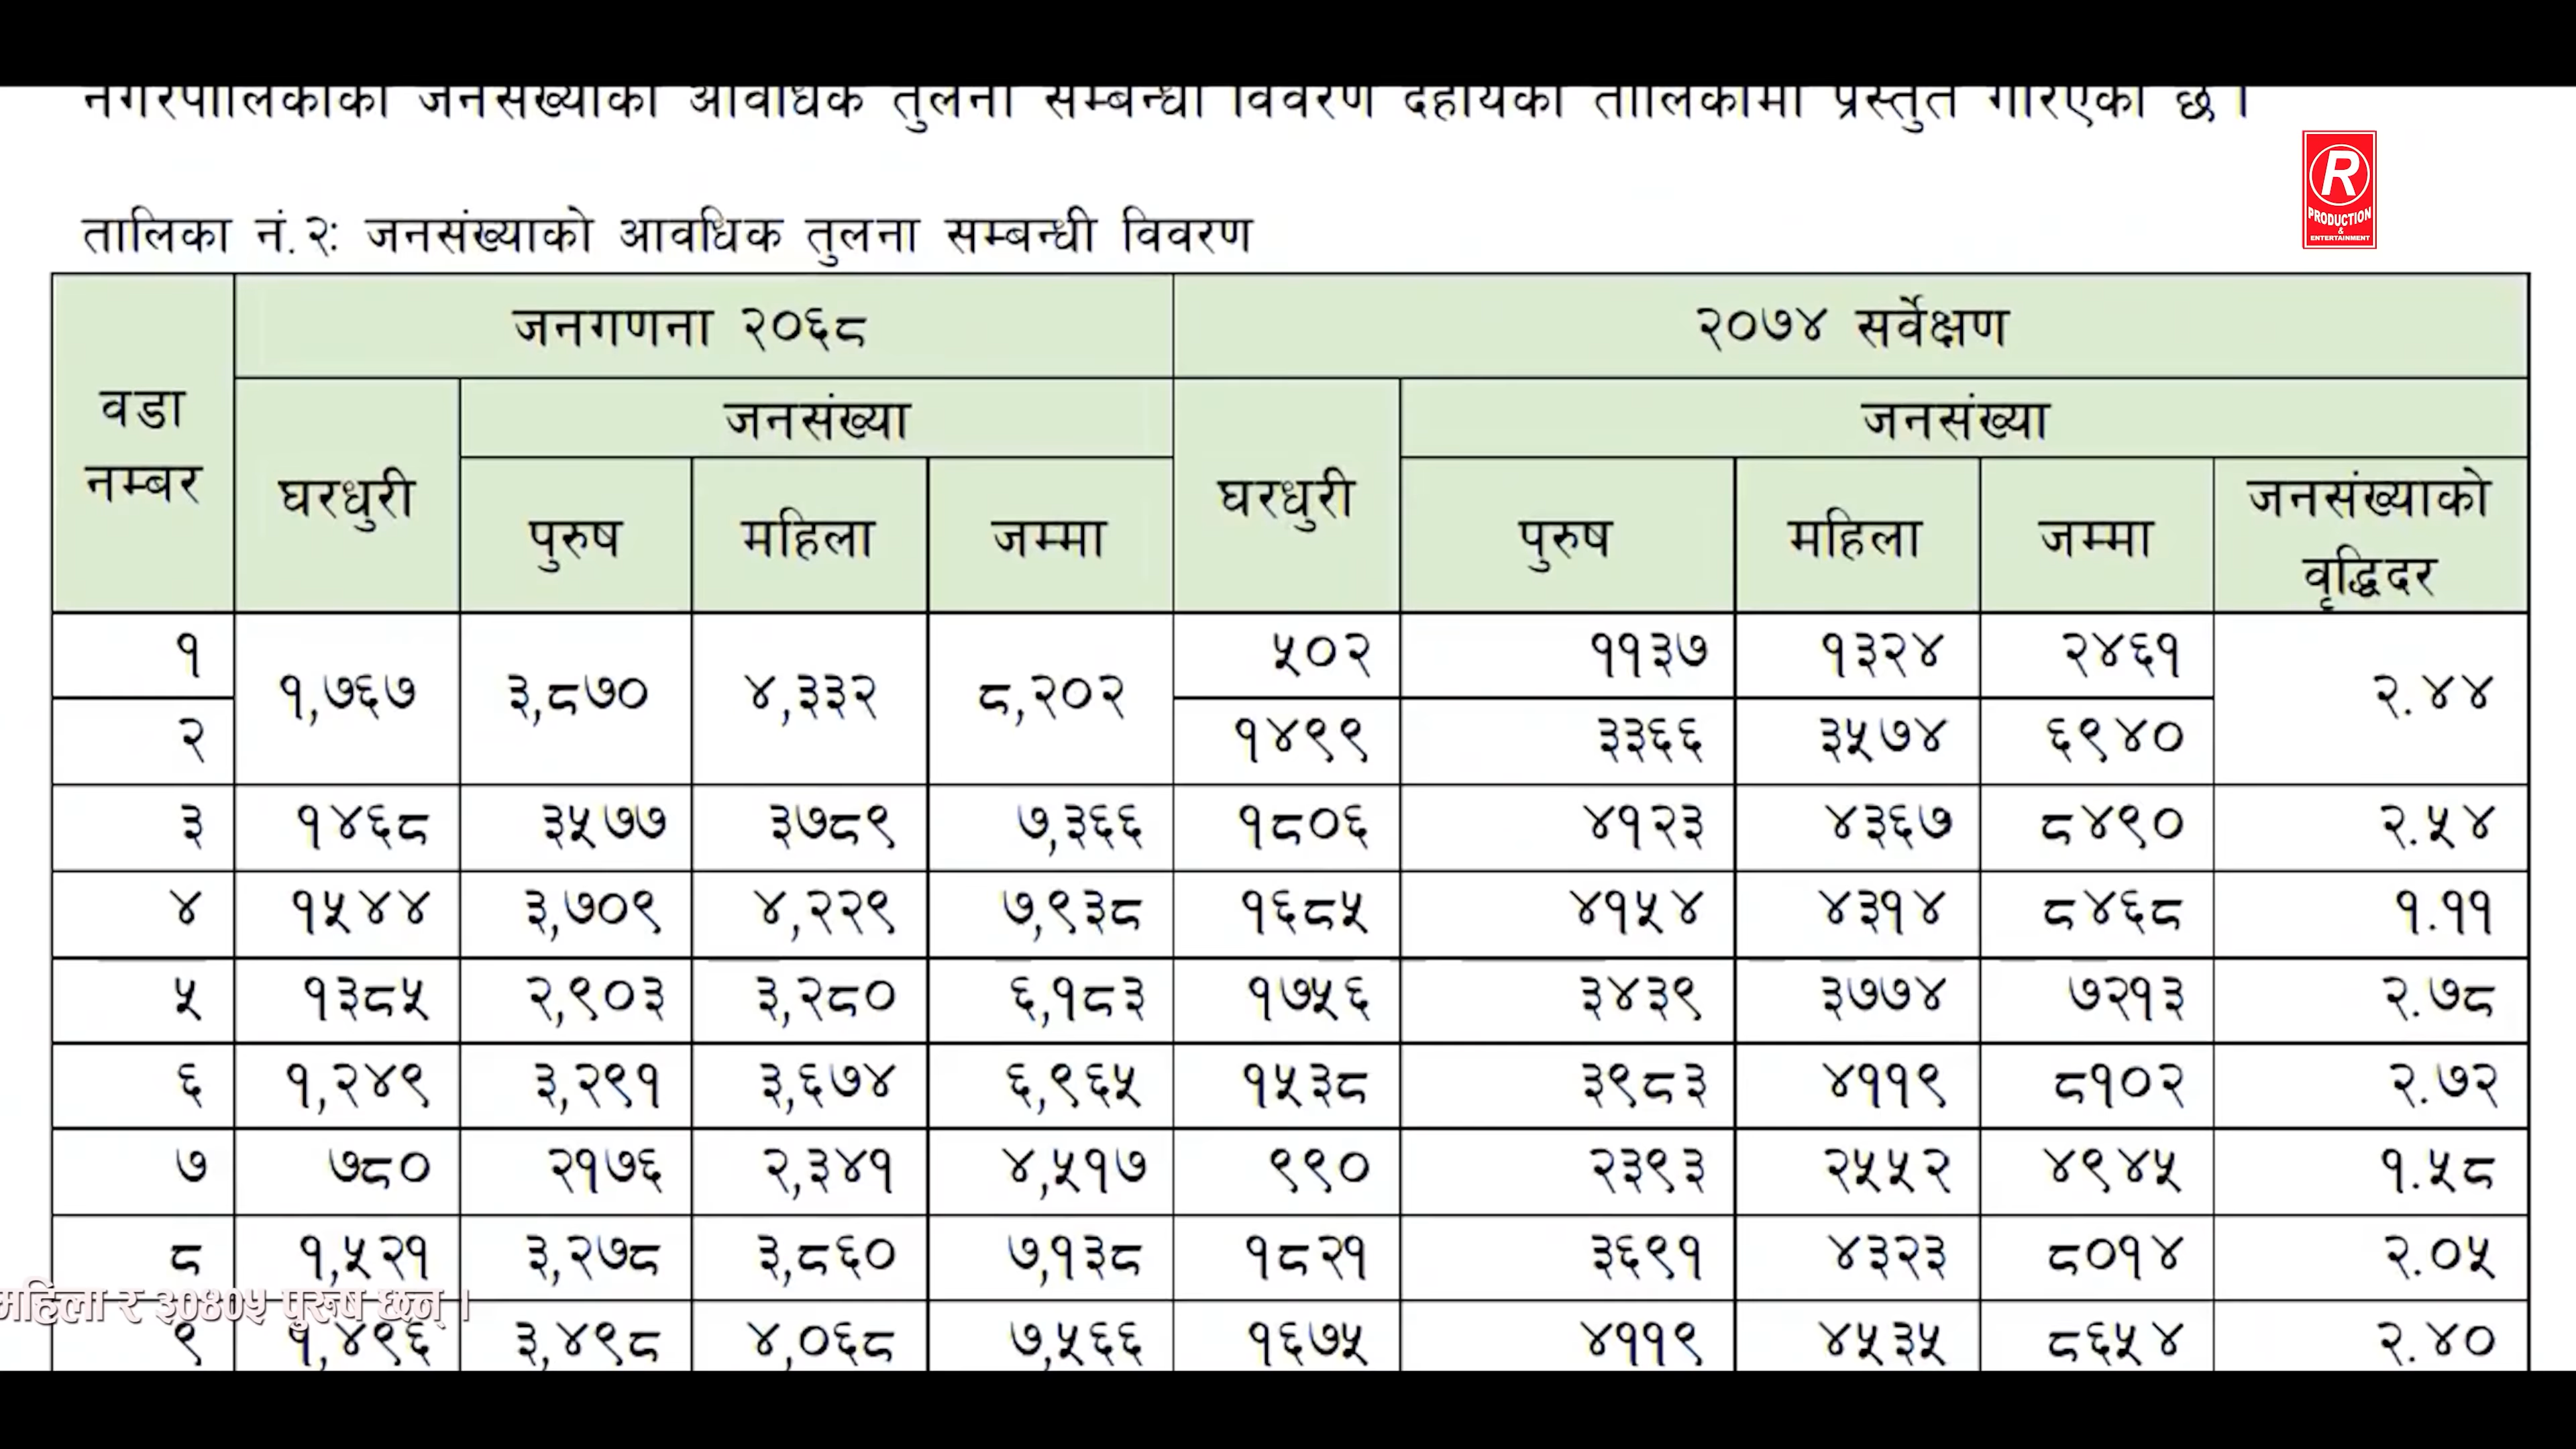 नगरपालिकाको जनसंख्याको आवधिक तुलना सम्बन्धी विवरण देहायको तालिकामा प्रस्तुत गरिएको छ ।
R
PRODUCTION
&
ENTERTAINMENT
तालिका नं.२: जनसंख्याको आवधिक तुलना सम्बन्धी विवरण
वडा नम्बर जनगणना २०६८ २०७४ सर्वेक्षण
घरधुरी जनसंख्या घरधुरी जनसंख्या
पुरुष महिला जम्मा पुरुष महिला जम्मा जनसंख्याको वृद्धिदर
१ १,७६७ ३,८७० ४,३३२ ८,२०२ ५०२ ११३७ १३२४ २४६१ २.४४
२ १४९९ ३३६६ ३५७४ ६९४०
३ १४६८ ३५७७ ३७८९ ७,३६६ १८०६ ४१२३ ४३६७ ८४९० २.५४
४ १५४४ ३,७०९ ४,२२९ ७,९३८ १६८५ ४१५४ ४३१४ ८४६८ १.११
५ १३८५ २,९०३ ३,२८० ६,१८३ १७५६ ३४३९ ३७७४ ७२१३ २.७८
६ १,२४९ ३,२९१ ३,६७४ ६,९६५ १५३८ ३९८३ ४११९ ८१०२ २.७२
७ ७८० २१७६ २,३४१ ४,५१७ ९९० २३९३ २५५२ ४९४५ १.५८
८ १,५२१ ३,२७८ ३,८६० ७,१३८ १८२१ ३६९१ ४३२३ ८०१४ २.०५
महिला र ३०४०५ पुरूष छन् ।
९ १,४९६ ३,४९८ ४,०६८ ७,५६६ १६७५ ४११९ ४५३५ ८६५४ २.४०